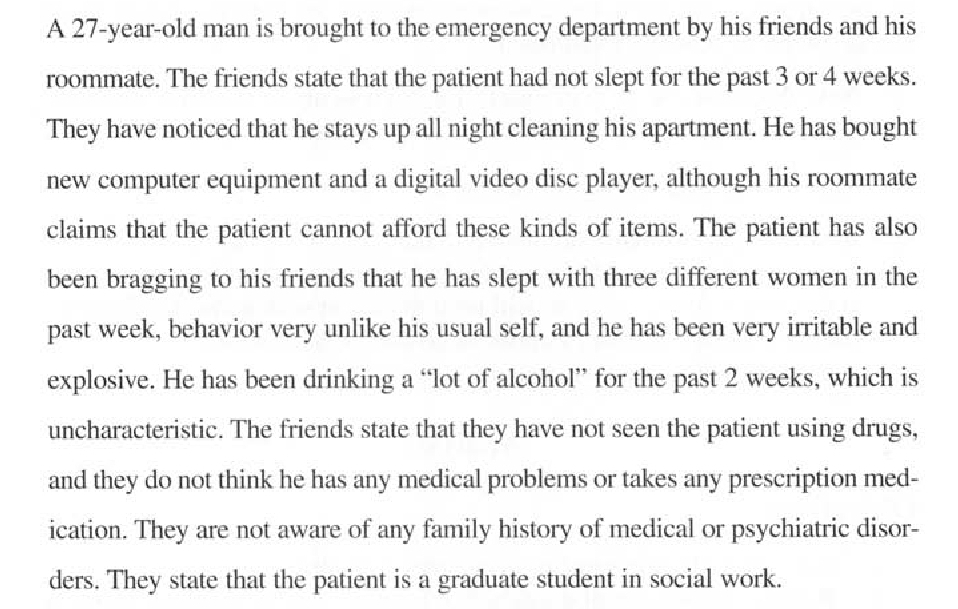 A 27-year-old man is brought to the emergency department by his friends and his
roommate. The friends state that the patient had not slept for the past 3 or 4 weeks.
They have noticed that he stays up all night cleaning his apartment. He has bought
new computer equipment and a digital video disc player, although his roommate
claims that the patient cannot afford these kinds of items. The patient has also
been bragging to his friends that he has slept with three different women in the
past week, behavior very unlike his usual self, and he has been very irritable and
explosive. He has been drinking a “lot of alcohol” for the past 2 weeks, which is
uncharacteristic. The friends state that they have not seen the patient using drugs,
and they do not think he has any medical problems or takes any prescription med-
ication. They are not aware of any family history of medical or psychiatric disor-
ders. They state that the patient is a graduate student in social work.